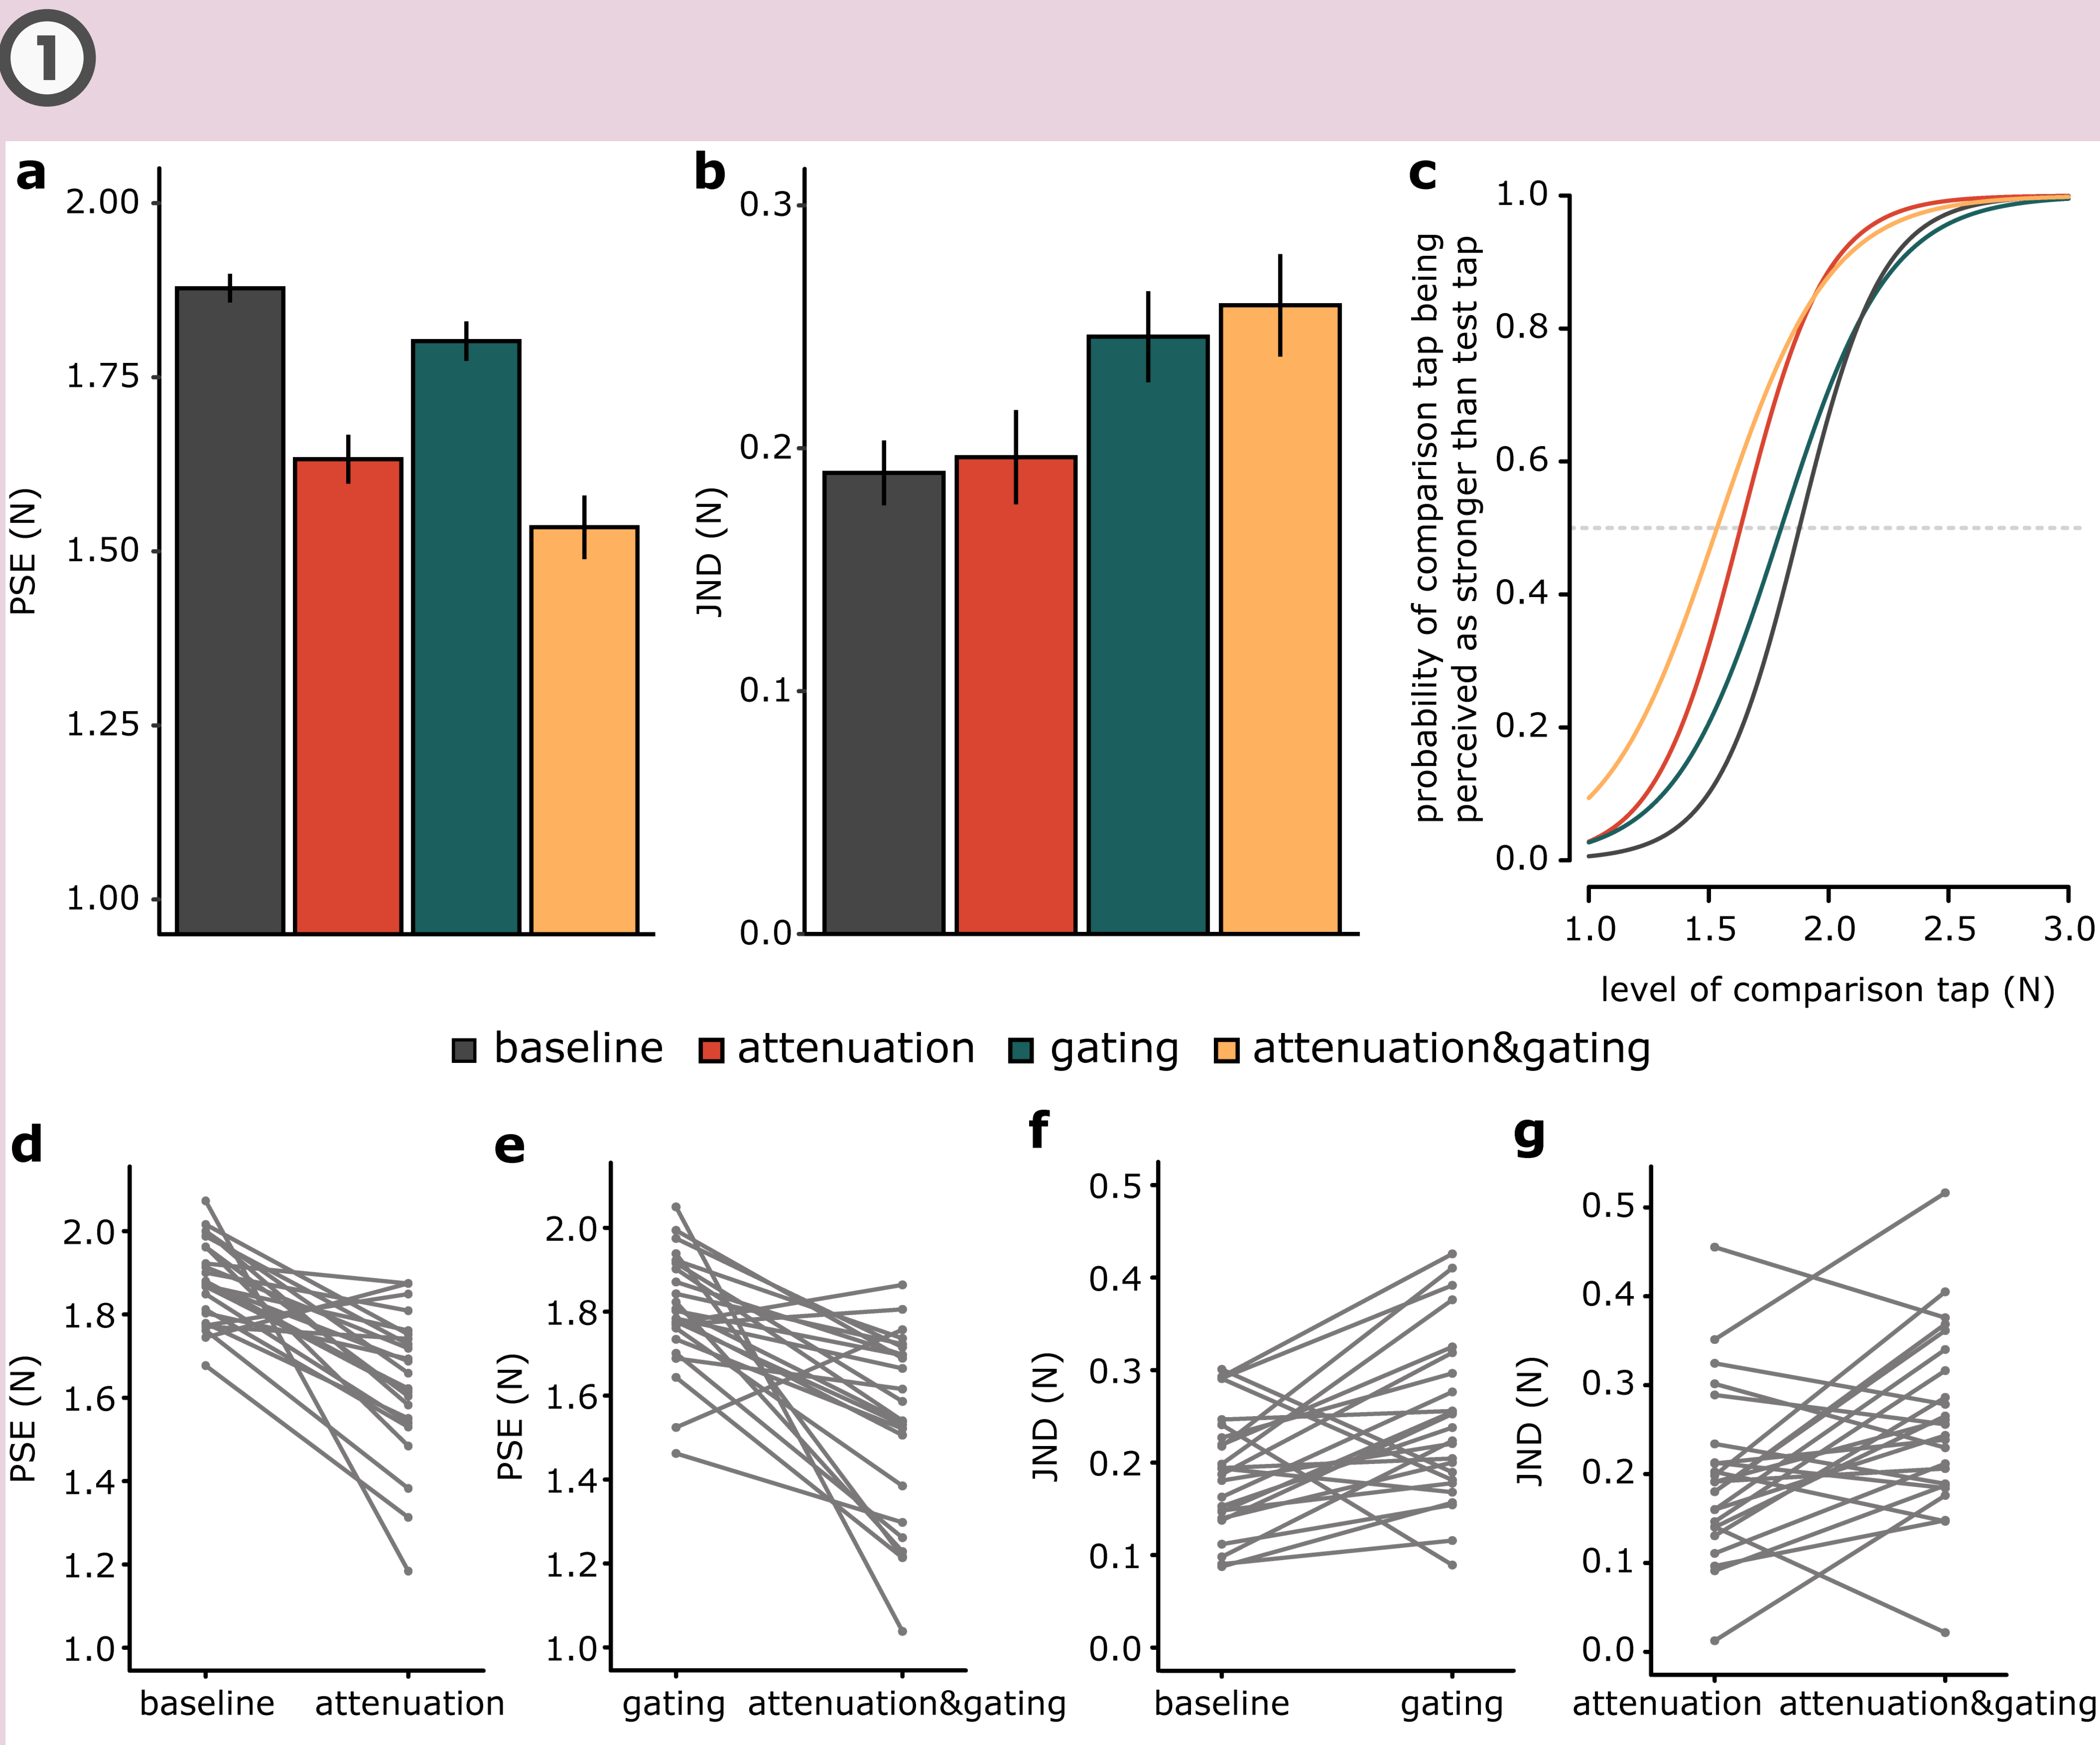 1
a
2.00
1.75
1.50
1.25
1.00
PSE (N)
b
0.3
0.2
0.1
0.0
JND (N)
c
1.0
0.8
0.6
0.4
0.2
0.0
probability of comparison tap being
perceived as stronger than test tap
1.0 1.5 2.0 2.5 3.0
level of comparison tap (N)
baseline attenuation gating attenuation&gating
d
2.0
1.8
1.6
1.4
1.2
1.0
PSE (N)
baseline attenuation
e
2.0
1.8
1.6
1.4
1.2
1.0
PSE (N)
gating attenuation&gating
f
0.5
0.4
0.3
0.2
0.1
0.0
JND (N)
baseline gating
g
0.5
0.4
0.3
0.2
0.1
0.0
JND (N)
attenuation attenuation&gating